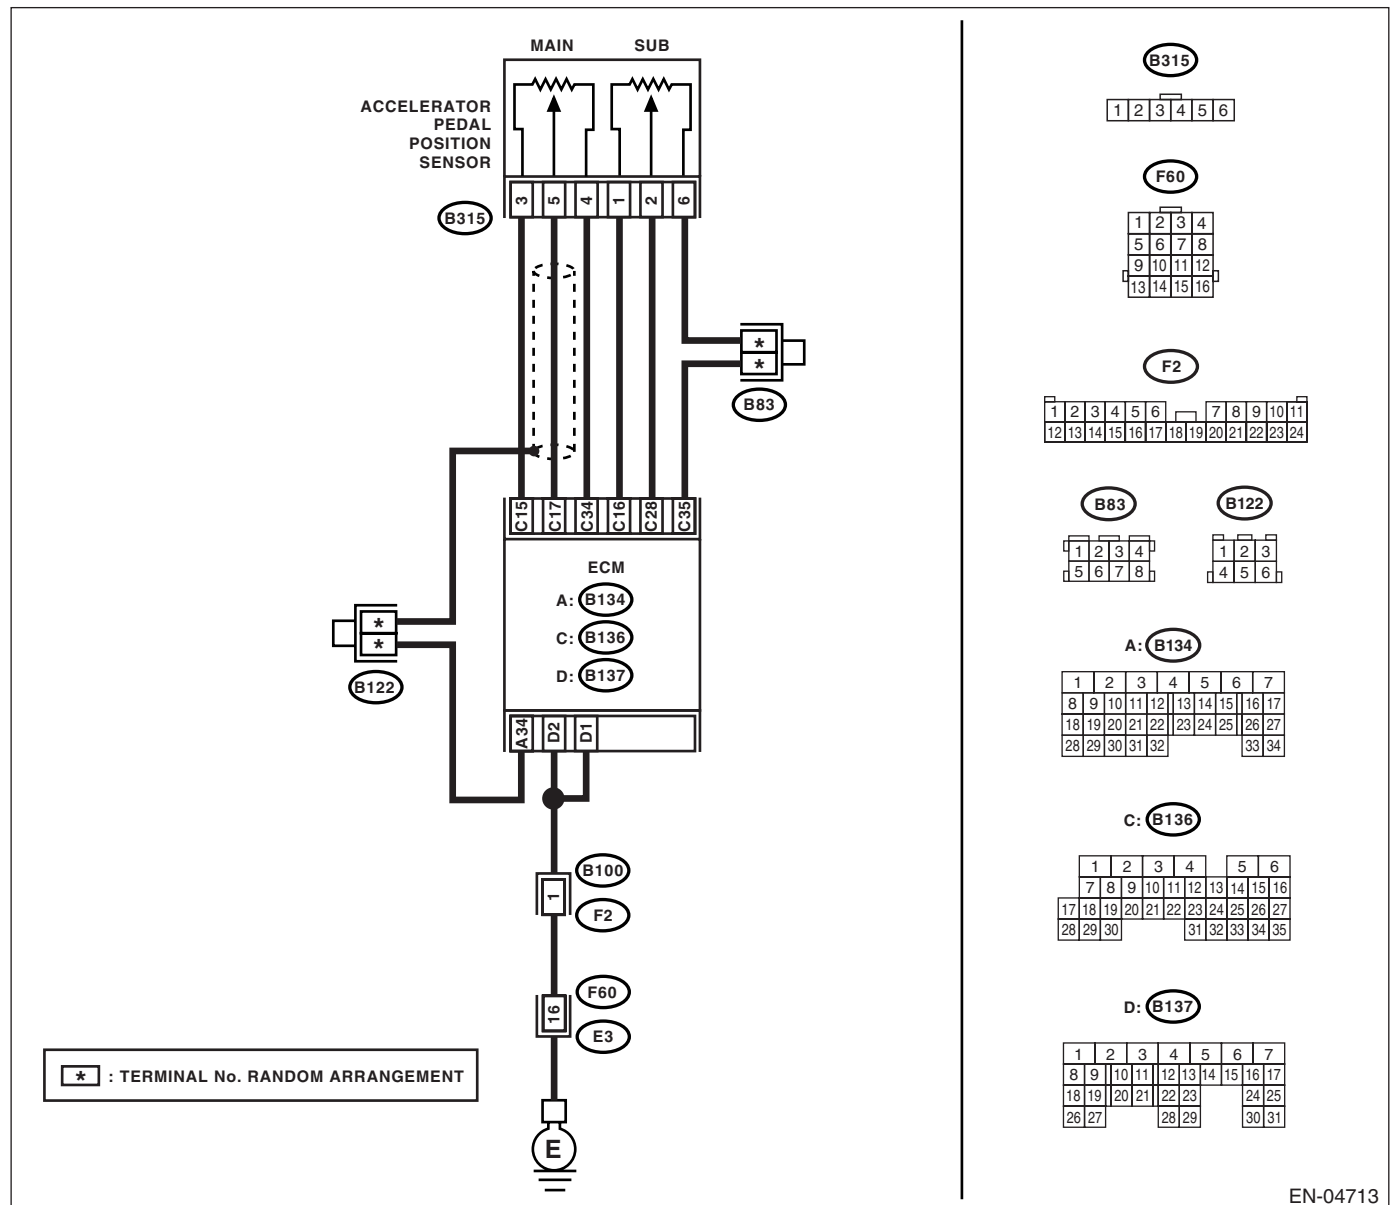 MAIN SUB
ACCELERATOR
PEDAL
POSITION
SENSOR
3 5 4 1 2 6
B315
*
*
B83
C15 C17 C34 C16 C28 C35
ECM
A: B134
C: B136
D: B137
*
*
B122
A34 D2 D1
B100
1
F2
F60
16
E3
E
* : TERMINAL No. RANDOM ARRANGEMENT
B315
1 2 3 4 5 6
F60
1 2 3 4
5 6 7 8
9 10 11 12
13 14 15 16
F2
1 2 3 4 5 6 7 8 9 10 11
12 13 14 15 16 17 18 19 20 21 22 23 24
B83
1 2 3 4
5 6 7 8
B122
1 2 3
4 5 6
A: B134
1 2 3 4 5 6 7
8 9 10 11 12 13 14 15 16 17
18 19 20 21 22 23 24 25 26 27
28 29 30 31 32 33 34
C: B136
1 2 3 4 5 6
7 8 9 10 11 12 13 14 15 16
17 18 19 20 21 22 23 24 25 26 27
28 29 30 31 32 33 34 35
D: B137
1 2 3 4 5 6 7
8 9 10 11 12 13 14 15 16 17
18 19 20 21 22 23 24 25
26 27 28 29 30 31
EN-04713